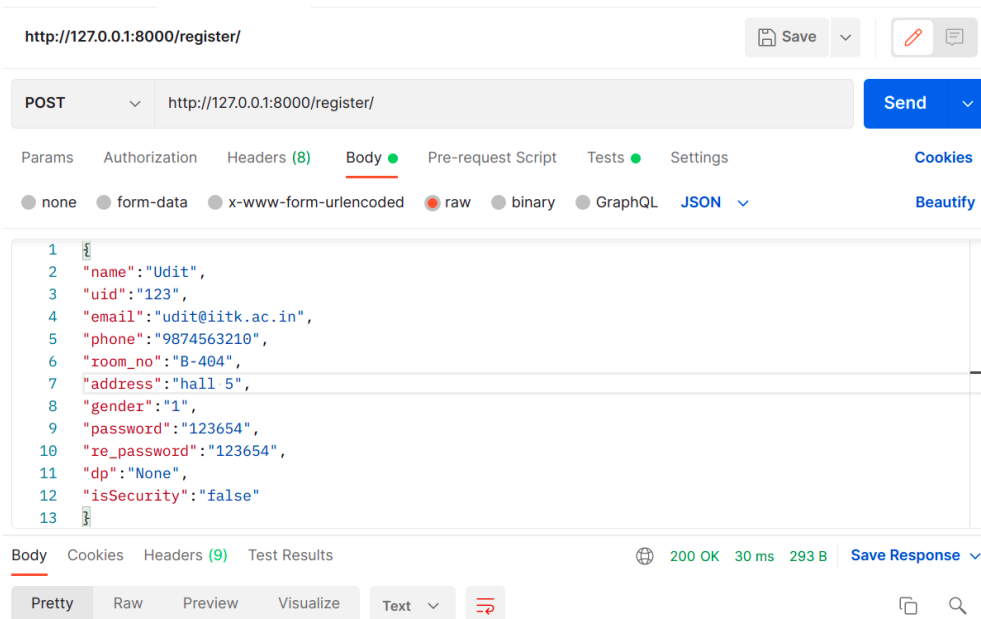 http://127.0.0.1:8000/register/ Save
POST http://127.0.0.1:8000/register/ Send
Params Authorization Headers (8) Body Pre-request Script Tests Settings Cookies
none form-data x-www-form-urlencoded raw binary GraphQL JSON Beautify
1 {
2 "name":"Udit",
3 "uid":"123",
4 "email":"udit@iitk.ac.in",
5 "phone":"9874563210",
6 "room_no":"B-404",
7 "address":"hall 5",
8 "gender":"1",
9 "password":"123654",
10 "re_password":"123654",
11 "dp":"None",
12 "isSecurity":"false"
13 }
Body Cookies Headers (9) Test Results 200 OK 30 ms 293 B Save Response
Pretty Raw Preview Visualize Text